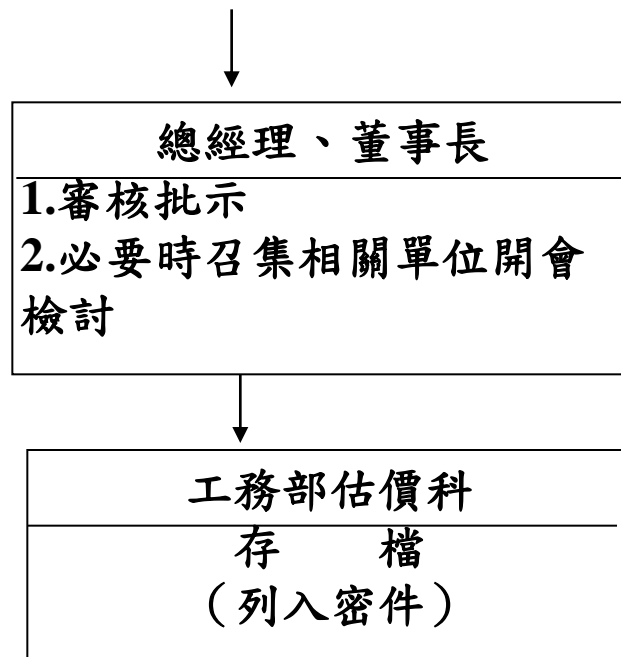 總經理、董事長
1.審核批示
2.必要時召集相關單位開會
檢討
工務部估價科
存 檔
（列入密件）